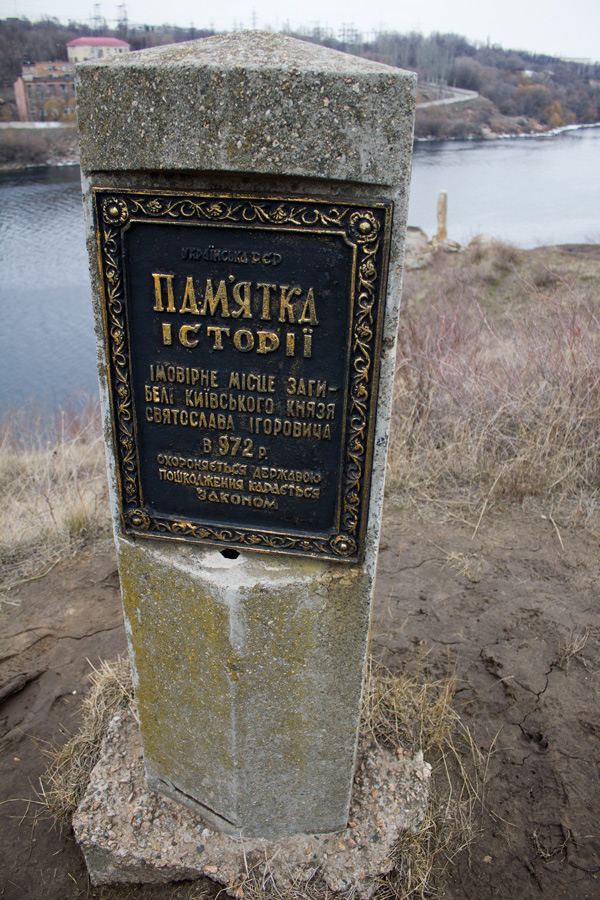 УКРАЇНСЬКА РСР
ПАМ'ЯТКА
ІСТОРІЇ
ІМОВІРНЕ МІСЦЕ ЗАГИ-
БЕЛІ КИЇВСЬКОГО КНЯЗЯ
СВЯТОСЛАВА ІГОРОВИЧА
В 972 Р.
ОХОРОНЯЄТЬСЯ ДЕРЖАВОЮ
ПОШКОДЖЕННЯ КАРАЄТЬСЯ
ЗАКОНОМ